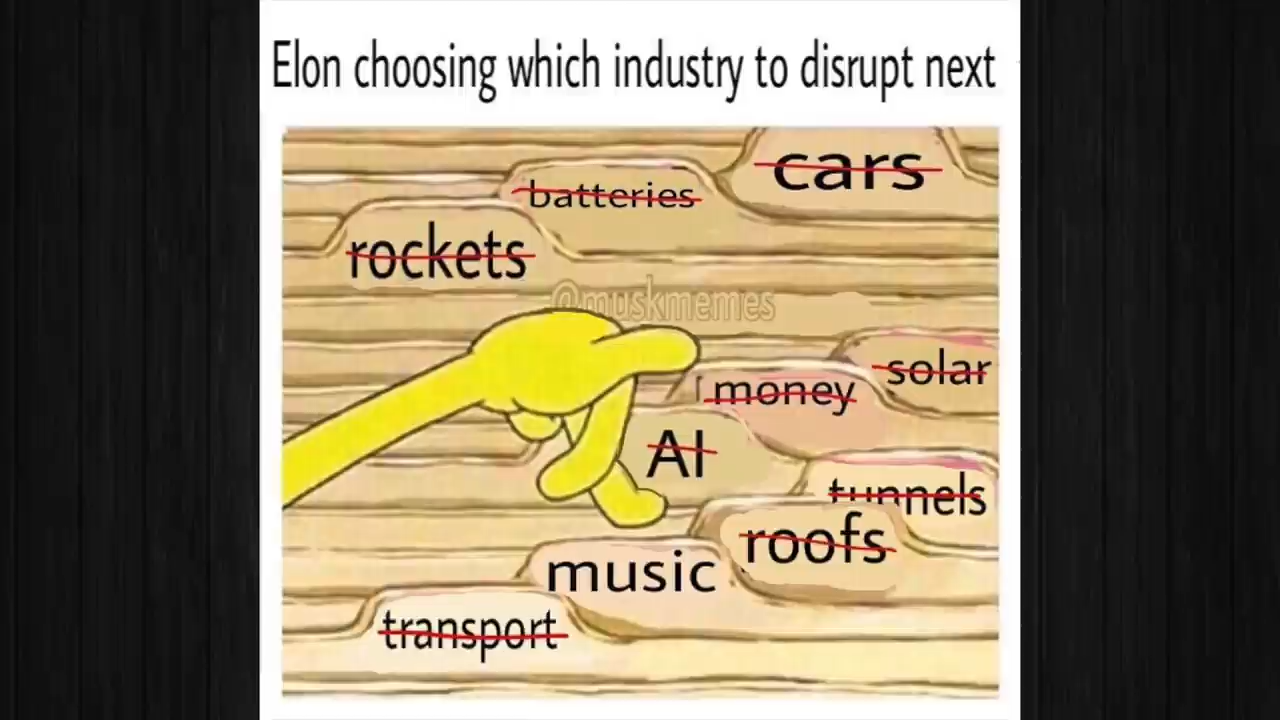 Elon choosing which industry to disrupt next
cars
batteries
rockets
@muskmemes
solar
money
AI
tunnels
roofs
music
transport